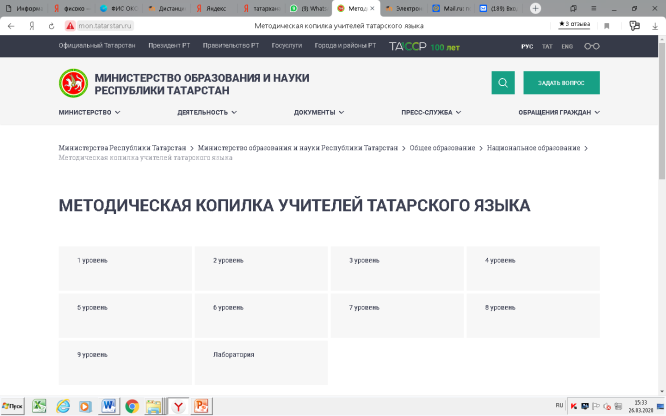 Информа
фисоко
ФИС ОКО
Дистанц
Яндекс
татархан
(9) What
Метод
Электрон
Mail.ru: п
(189) Вхо
mon.tatarstan.ru
Методическая копилка учителей татарского языка
★ 3 отзыва
Официальный Татарстан
Президент РТ
Правительство РТ
Госуслуги
Города и районы РТ
ТАССР 100 лет
РУС ТАТ ENG
МИНИСТЕРСТВО ОБРАЗОВАНИЯ И НАУКИ
РЕСПУБЛИКИ ТАТАРСТАН
ЗАДАТЬ ВОПРОС
МИНИСТЕРСТВО
ДЕЯТЕЛЬНОСТЬ
ДОКУМЕНТЫ
ПРЕСС-СЛУЖБА
ОБРАЩЕНИЯ ГРАЖДАН
Министерства Республики Татарстан > Министерство образования и науки Республики Татарстан > Общее образование > Национальное образование >
Методическая копилка учителей татарского языка
МЕТОДИЧЕСКАЯ КОПИЛКА УЧИТЕЛЕЙ ТАТАРСКОГО ЯЗЫКА
1 уровень
2 уровень
3 уровень
4 уровень
5 уровень
6 уровень
7 уровень
8 уровень
9 уровень
Лаборатория
Пуск
RU
15:33
26.03.2020